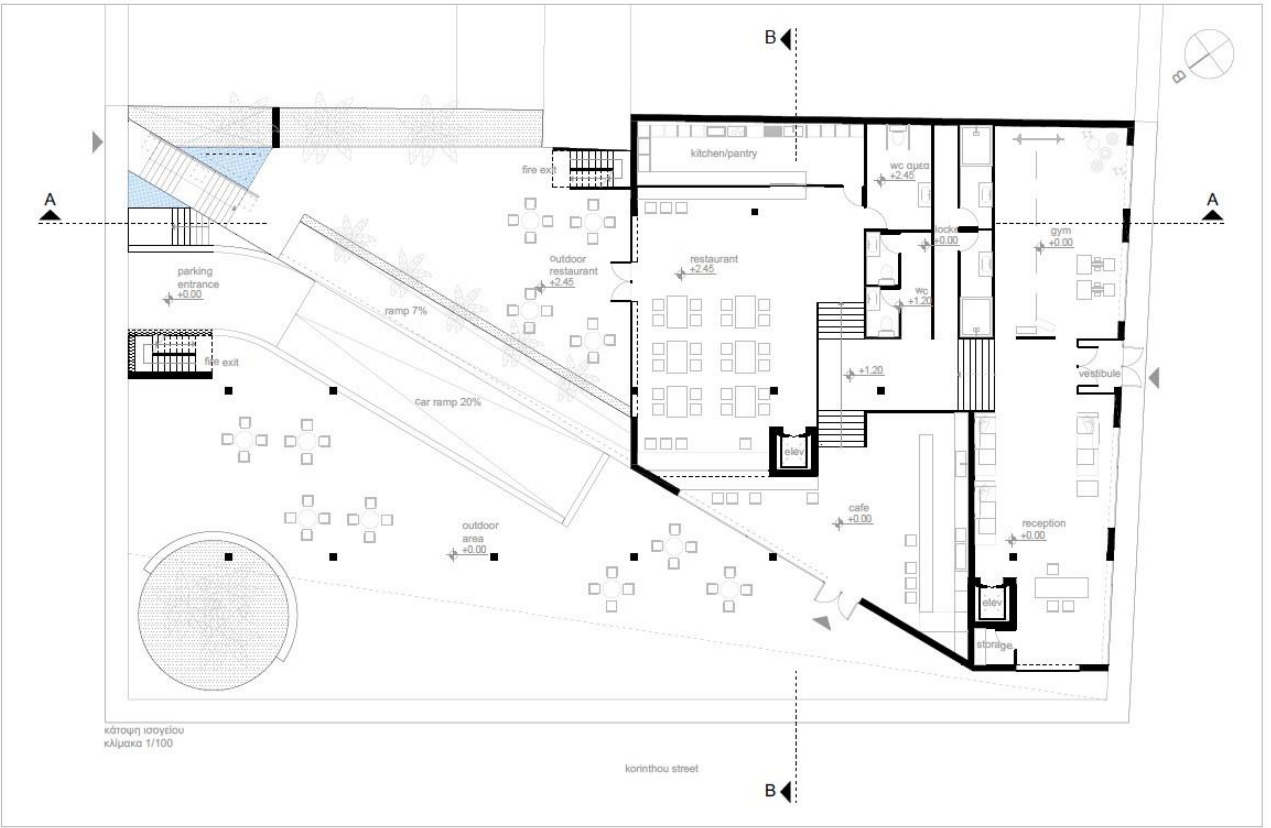 B
B
kitchen/pantry
fire exit
wc αμεα
+2.45
A
A
locker
+0.00
gym
+0.00
outdoor
restaurant
+2.45
restaurant
+2.45
parking
entrance
+0.00
wc
+1.20
ramp 7%
fire exit
+1.20
vestibule
car ramp 20%
elev
cafe
+0.00
outdoor
area
+0.00
reception
+0.00
elev
storage
κάτοψη ισογείου
κλίμακα 1/100
korinthou street
B